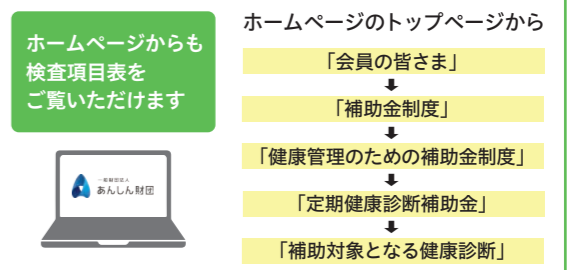 ホームページからも
検査項目表を
ご覧いただけます
一般財団法人
あんしん財団
ホームページのトップページから
「会員の皆さま」
「補助金制度」
「健康管理のための補助金制度」
「定期健康診断補助金」
「補助対象となる健康診断」